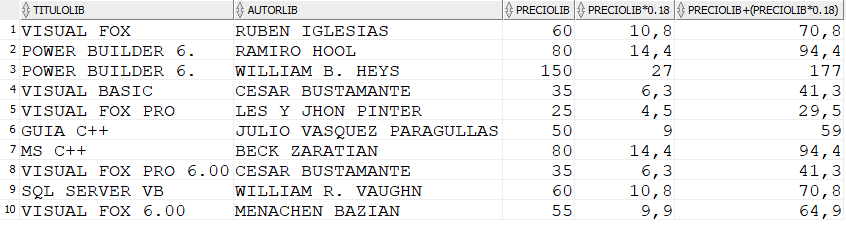 TITULOLIB AUTORLIB PRECIOLIB PRECIOLIB*0.18 PRECIOLIB+(PRECIOLIB*0.18)
1 VISUAL FOX RUBEN IGLESIAS 60 10,8 70,8
2 POWER BUILDER 6. RAMIRO HOOL 80 14,4 94,4
3 POWER BUILDER 6. WILLIAM B. HEYS 150 27 177
4 VISUAL BASIC CESAR BUSTAMANTE 35 6,3 41,3
5 VISUAL FOX PRO LES Y JHON PINTER 25 4,5 29,5
6 GUIA C++ JULIO VASQUEZ PARAGULLAS 50 9 59
7 MS C++ BECK ZARATIAN 80 14,4 94,4
8 VISUAL FOX PRO 6.00 CESAR BUSTAMANTE 35 6,3 41,3
9 SQL SERVER VB WILLIAM R. VAUGHN 60 10,8 70,8
10 VISUAL FOX 6.00 MENACHEN BAZIAN 55 9,9 64,9